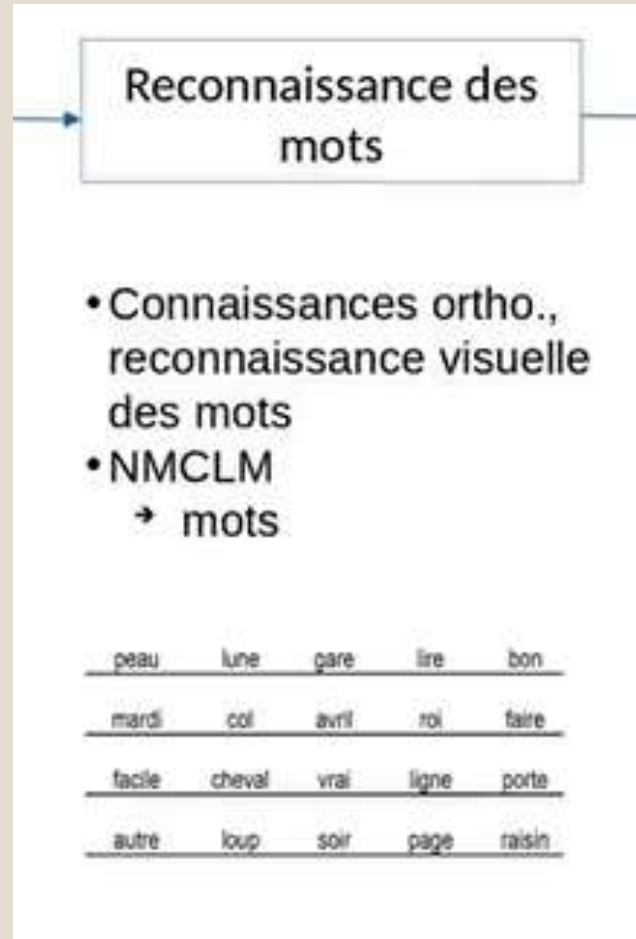 Reconnaissance des
mots
• Connaissances ortho.,
reconnaissance visuelle
des mots
• NMCLM
➔ mots
peau lune gare lire bon
mardi col avril roi faire
facile cheval vrai ligne porte
autre loup soir page raisin